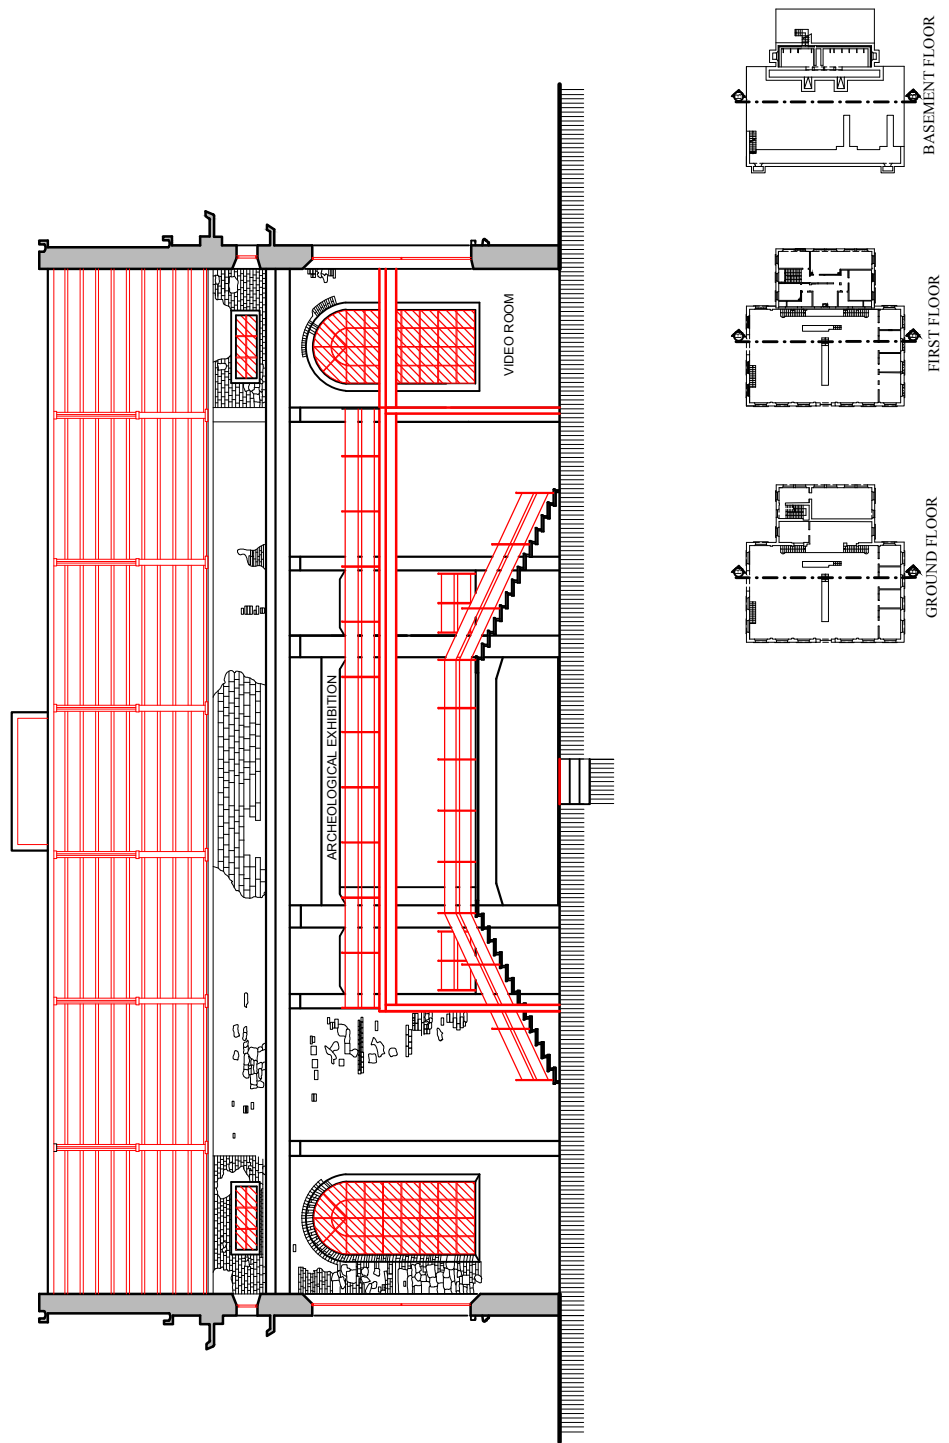 ARCHEOLOGICAL EXHIBITION
VIDEO ROOM
GROUND FLOOR
FIRST FLOOR
BASEMENT FLOOR